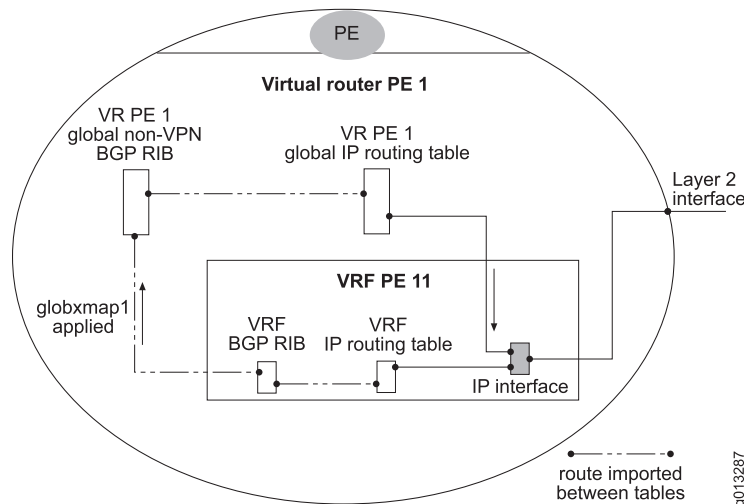 PE
Virtual router PE 1
VR PE 1
global non-VPN
BGP RIB
VR PE 1
global IP routing table
Layer 2
interface
VRF PE 11
globxmap1
applied
VRF
BGP RIB
VRF
IP routing table
IP interface
route imported
between tables
g013287